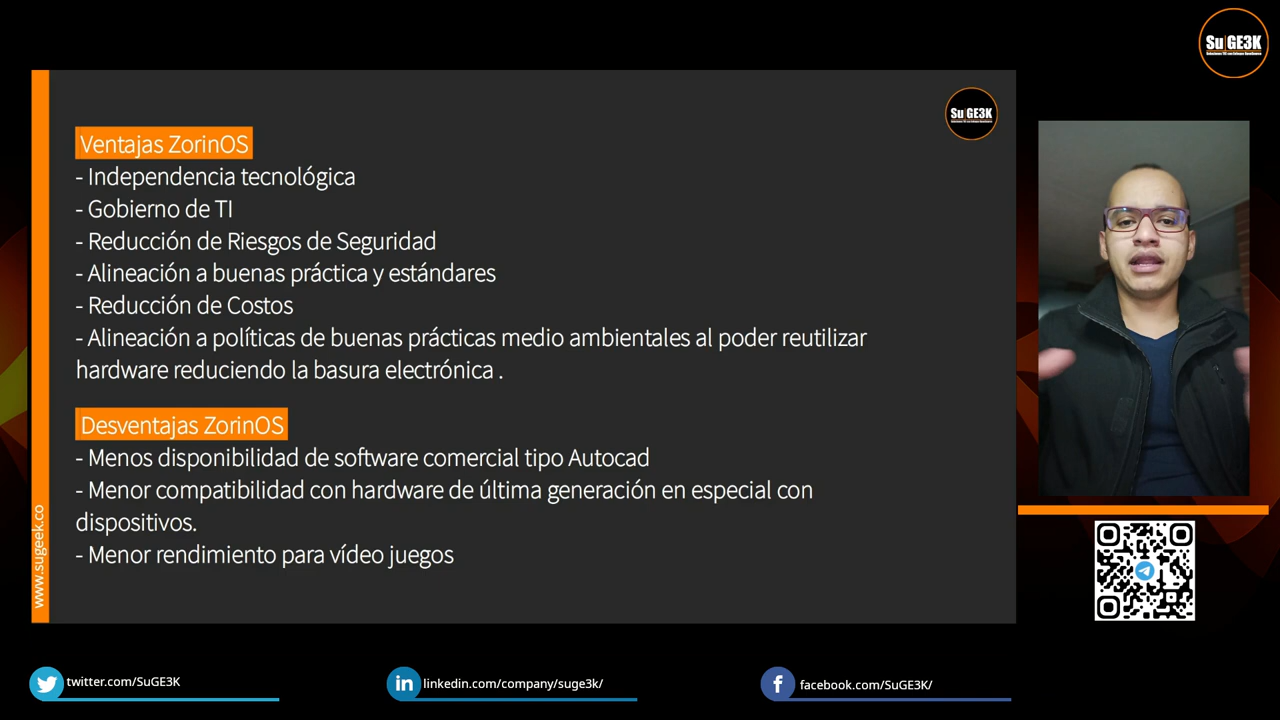 Su GE3K
Su GE3K
Ventajas ZorinOS
- Independencia tecnológica
- Gobierno de TI
- Reducción de Riesgos de Seguridad
- Alineación a buenas práctica y estándares
- Reducción de Costos
- Alineación a políticas de buenas prácticas medio ambientales al poder reutilizar
hardware reduciendo la basura electrónica .
Desventajas ZorinOS
- Menos disponibilidad de software comercial tipo Autocad
- Menor compatibilidad con hardware de última generación en especial con
dispositivos.
- Menor rendimiento para vídeo juegos
www.sugeek.co
twitter.com/SuGE3K
in
linkedin.com/company/suge3k/
f
facebook.com/SuGE3K/